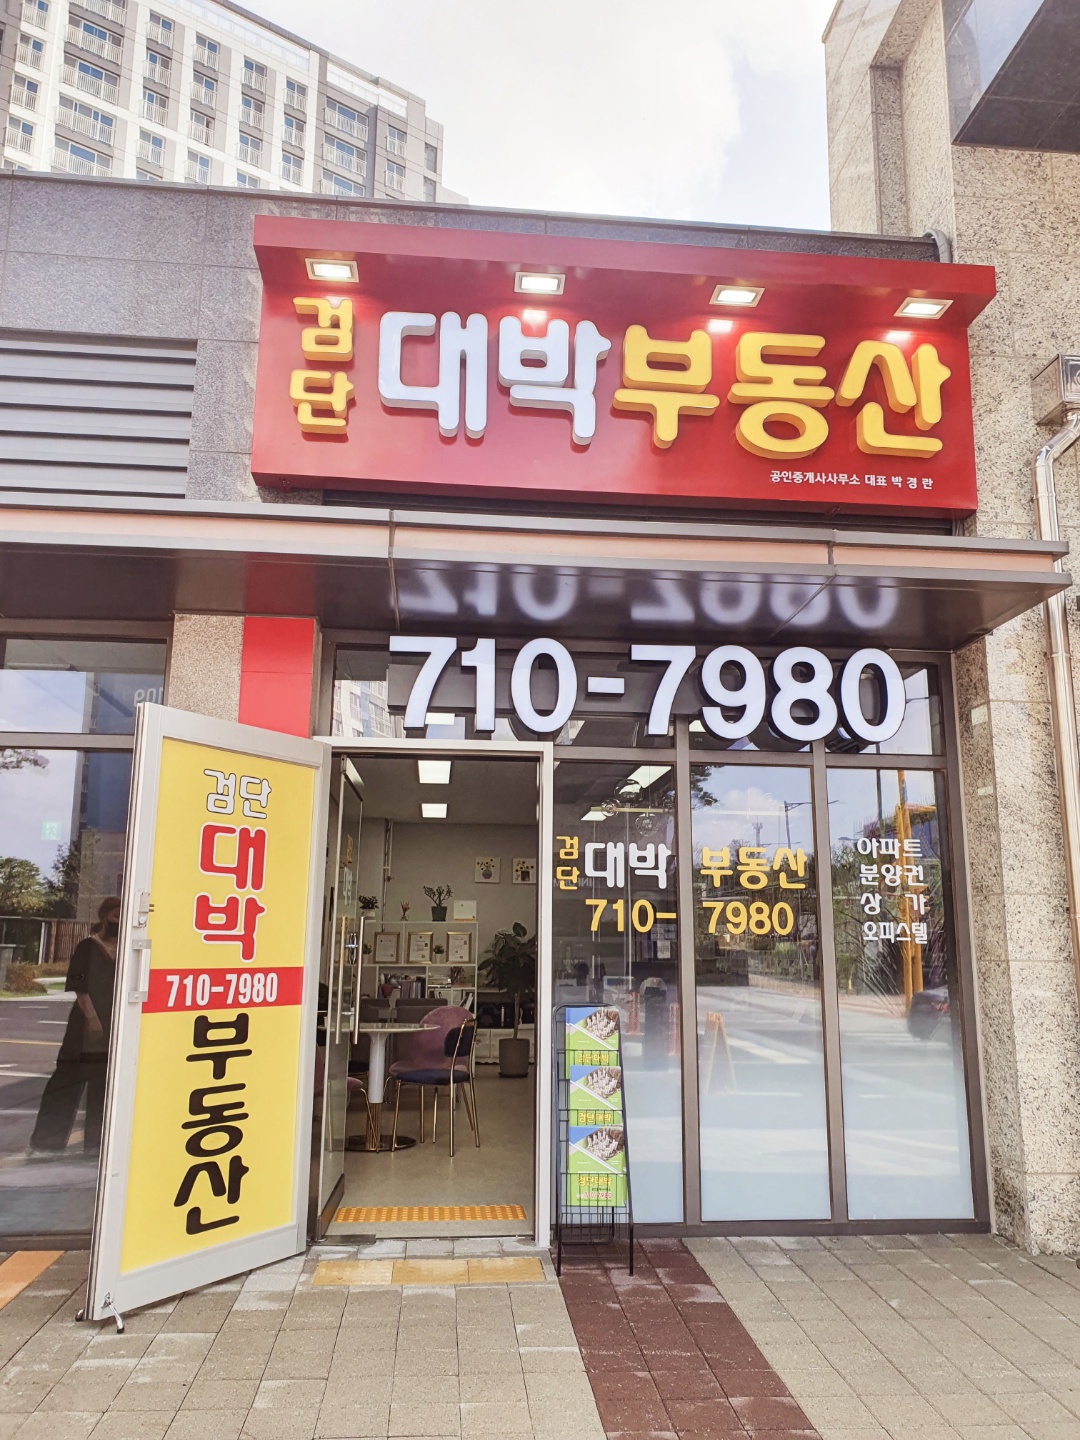 검단 대박부동산
공인중개사사무소 대표 박경란
710-7980
검단
대박
710-7980
부동산
검단 대박 부동산
710- 7980
아파트
분양권
상 가
오피스텔